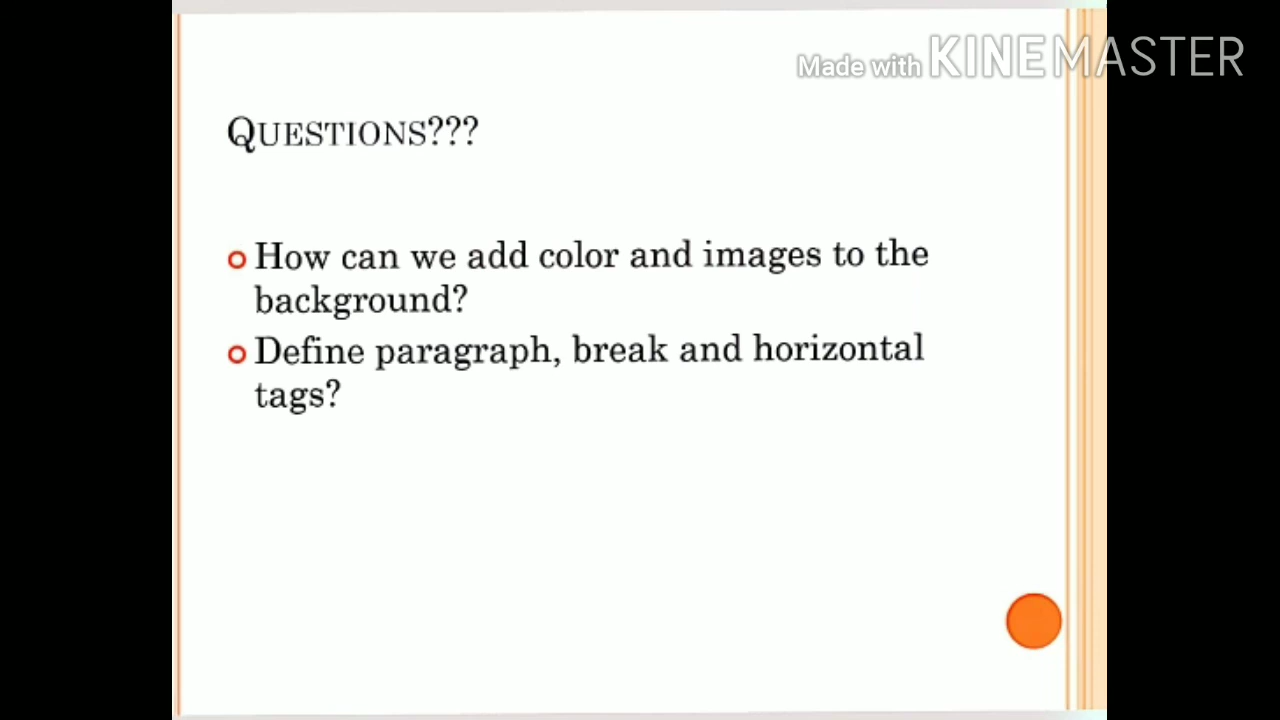 Made with KINEMASTER
QUESTIONS???
How can we add color and images to the
background?
Define paragraph, break and horizontal
tags?